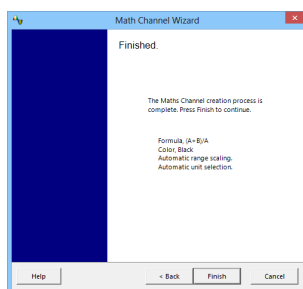 Math Channel Wizard
Finished.
The Maths Channel creation process is
complete. Press Finish to continue.
Formula, (A+B)/A
Color, Black
Automatic range scaling.
Automatic unit selection.
Help
< Back
Finish
Cancel